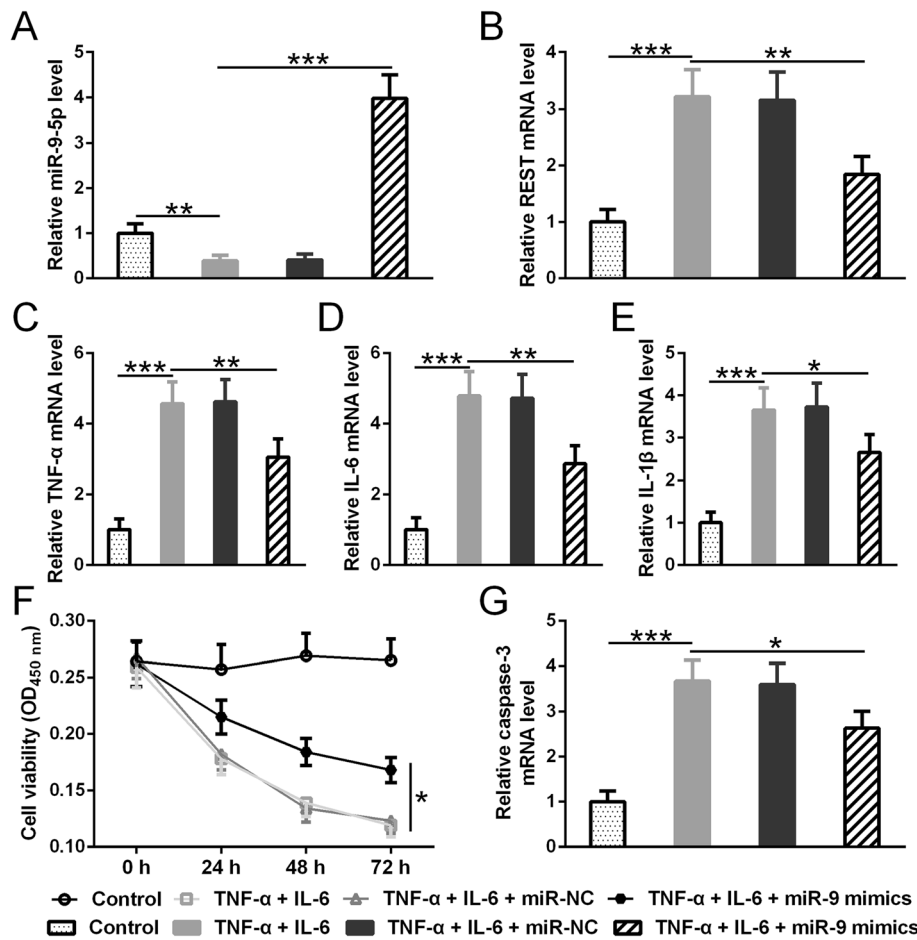 A
Relative miR-9-5p level
5
4
3
2
1
0
**
***
B
Relative REST mRNA level
4
3
2
1
0
***
**
C
Relative TNF-α mRNA level
6
4
2
0
***
**
D
Relative IL-6 mRNA level
6
4
2
0
***
**
E
Relative IL-1β mRNA level
5
4
3
2
1
0
***
*
F
Cell viability (OD450 nm)
0.30
0.25
0.20
0.15
0.10
*
0 h 24 h 48 h 72 h
G
Relative caspase-3
mRNA level
5
4
3
2
1
0
***
*
Control TNF-α + IL-6 TNF-α + IL-6 + miR-NC TNF-α + IL-6 + miR-9 mimics
Control TNF-α + IL-6 TNF-α + IL-6 + miR-NC TNF-α + IL-6 + miR-9 mimics